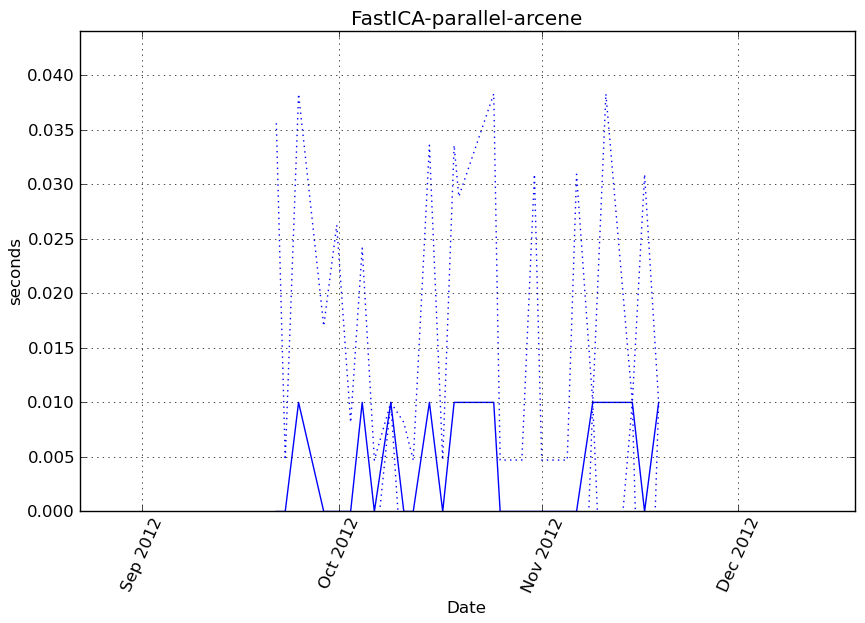 FastICA-parallel-arcene
0.040
0.035
0.030
0.025
0.020
0.015
0.010
0.005
0.000
seconds
Sep 2012
Oct 2012
Nov 2012
Dec 2012
Date